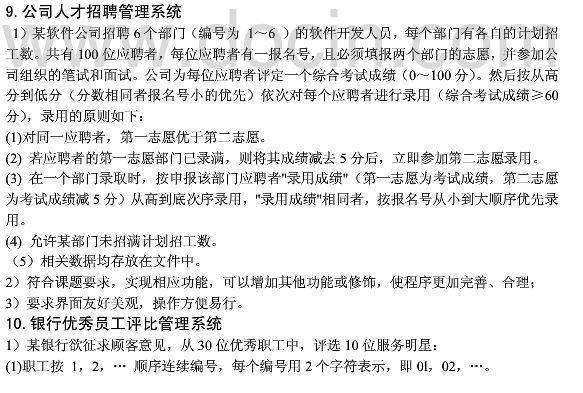 9. 公司人才招聘管理系统
1）某软件公司招聘 6 个部门（编号为 1～6 ）的软件开发人员，每个部门有各自的计划招
工数。共有 100 位应聘者，每位应聘者有一报名号，且必须填报两个部门的志愿，并参加公
司组织的笔试和面试。公司为每位应聘者评定一个综合考试成绩（0～100 分）。然后按从高
分到低分（分数相同者报名号小的优先）依次对每个应聘者进行录用（综合考试成绩≥60
分），录用的原则如下：
(1)对同一应聘者，第一志愿优于第二志愿。
(2) 若应聘者的第一志愿部门已录满，则将其成绩减去 5 分后，立即参加第二志愿录用。
(3) 在一个部门录取时，按申报该部门应聘者"录用成绩"（第一志愿为考试成绩，第二志愿
为考试成绩减 5 分）从高到底次序录用，"录用成绩"相同者，按报名号从小到大顺序优先录
用。
(4) 允许某部门未招满计划招工数。
（5）相关数据均存放在文件中。
2）符合课题要求，实现相应功能，可以增加其他功能或修饰，使程序更加完善、合理；
3）要求界面友好美观，操作方便易行。
10. 银行优秀员工评比管理系统
1）某银行欲征求顾客意见，从 30 位优秀职工中，评选 10 位服务明星：
(1)职工按 1，2，… 顺序连续编号，每个编号用 2 个字符表示，即 0l，02，…。
www.docin.com